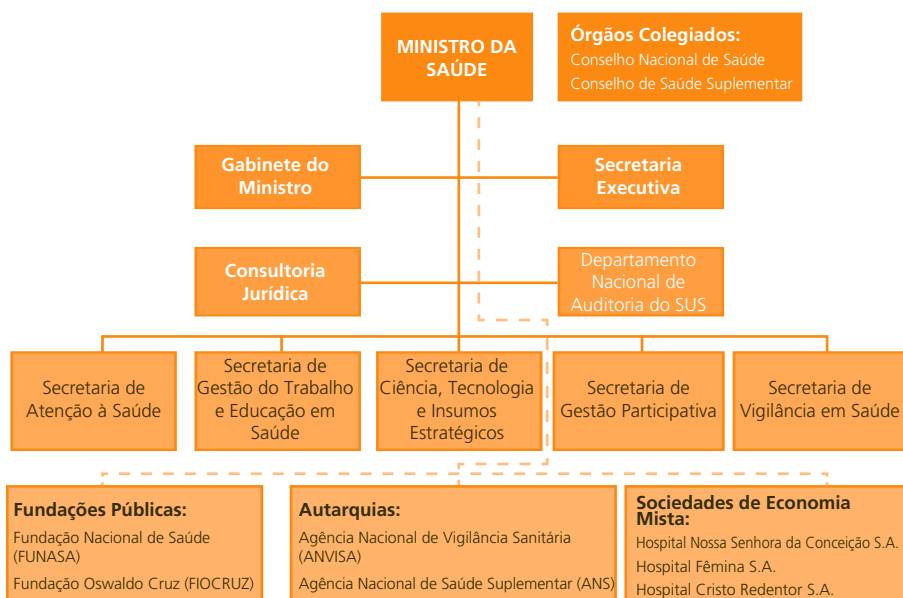 MINISTRO DA
SAÚDE
Órgãos Colegiados:
Conselho Nacional de Saúde
Conselho de Saúde Suplementar
Gabinete do
Ministro
Secretaria
Executiva
Consultoria
Jurídica
Departamento
Nacional de
Auditoria do SUS
Secretaria de
Atenção à Saúde
Secretaria de
Gestão do Trabalho
e Educação em
Saúde
Secretaria de
Ciência, Tecnologia
e Insumos
Estratégicos
Secretaria de
Gestão Participativa
Secretaria de
Vigilância em Saúde
Fundações Públicas:
Fundação Nacional de Saúde
(FUNASA)
Fundação Oswaldo Cruz (FIOCRUZ)
Autarquias:
Agência Nacional de Vigilância Sanitária
(ANVISA)
Agência Nacional de Saúde Suplementar (ANS)
Sociedades de Economia
Mista:
Hospital Nossa Senhora da Conceição S.A.
Hospital Fêmina S.A.
Hospital Cristo Redentor S.A.